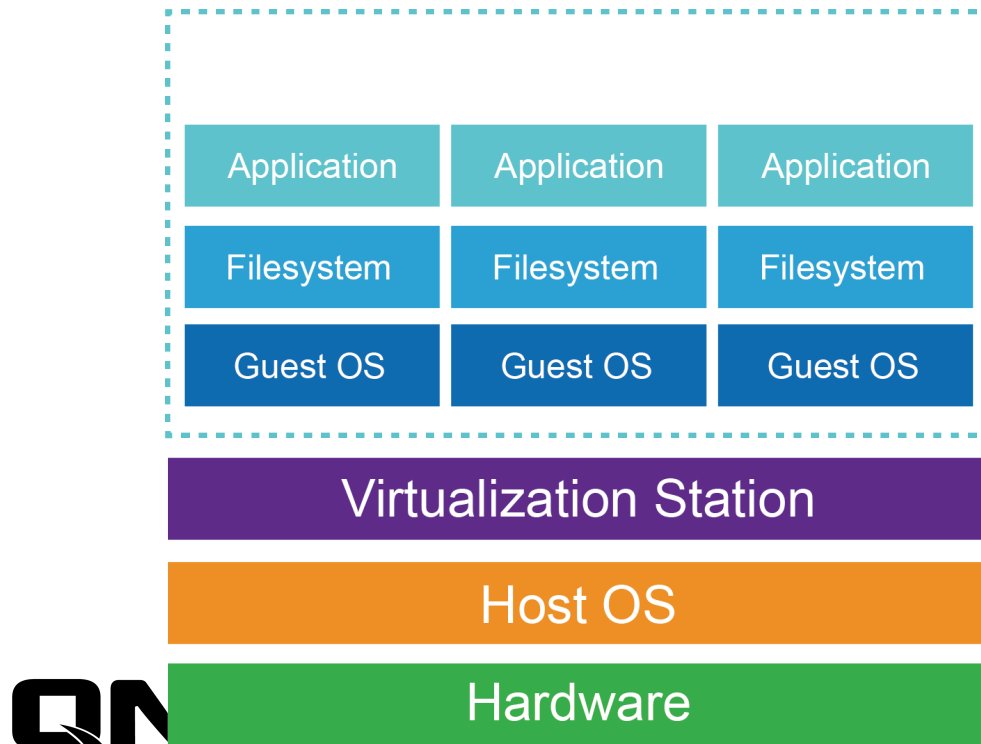 Application Application Application
Filesystem Filesystem Filesystem
Guest OS Guest OS Guest OS
Virtualization Station
Host OS
Hardware